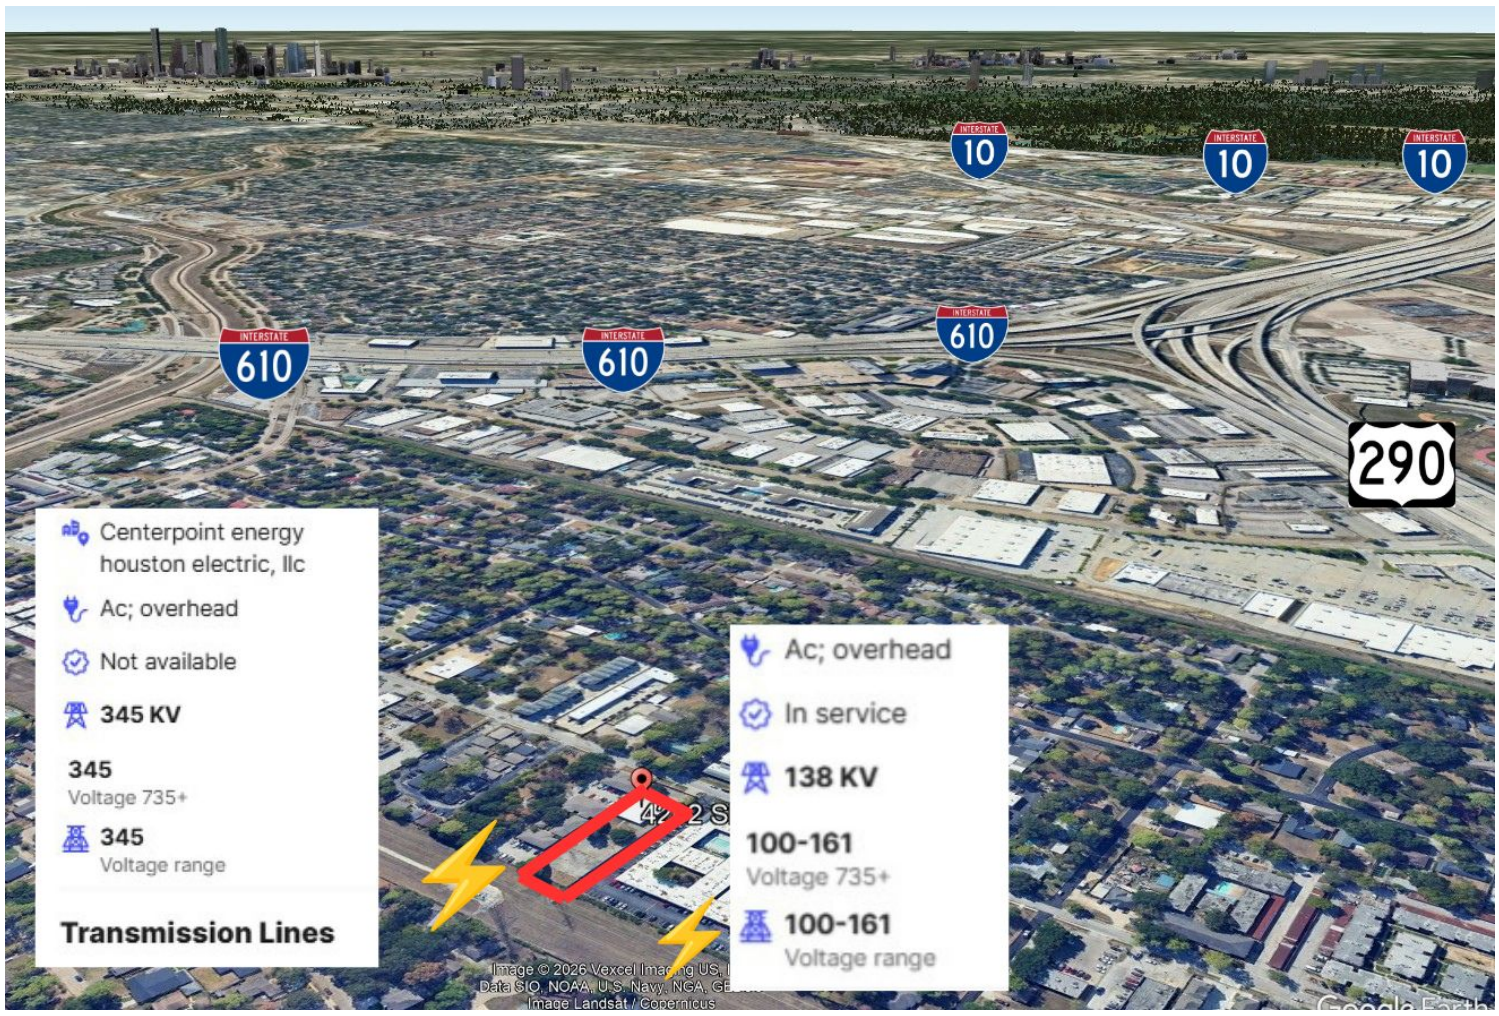 INTERSTATE
10
INTERSTATE
10
INTERSTATE
10
INTERSTATE
610
INTERSTATE
610
INTERSTATE
610
290
Centerpoint energy
houston electric, llc
Ac; overhead
Not available
345 KV
345
Voltage 735+
345
Voltage range
Transmission Lines
Ac; overhead
In service
138 KV
100-161
Voltage 735+
100-161
Voltage range
Image © 2026 Vexcel Imaging US,
Data SIO, NOAA, U.S. Navy, NGA,
Image Landsat / Copernicus
Google Earth